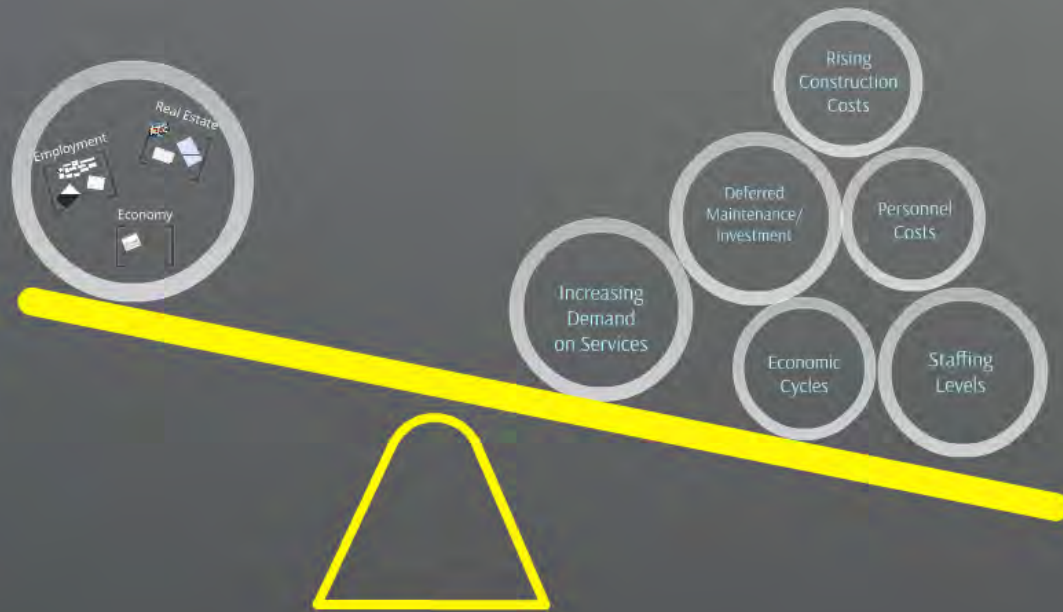 Real Estate
Employment
Economy
Rising
Construction
Costs
Deferred
Maintenance/
Investment
Personnel
Costs
Increasing
Demand
on Services
Economic
Cycles
Staffing
Levels